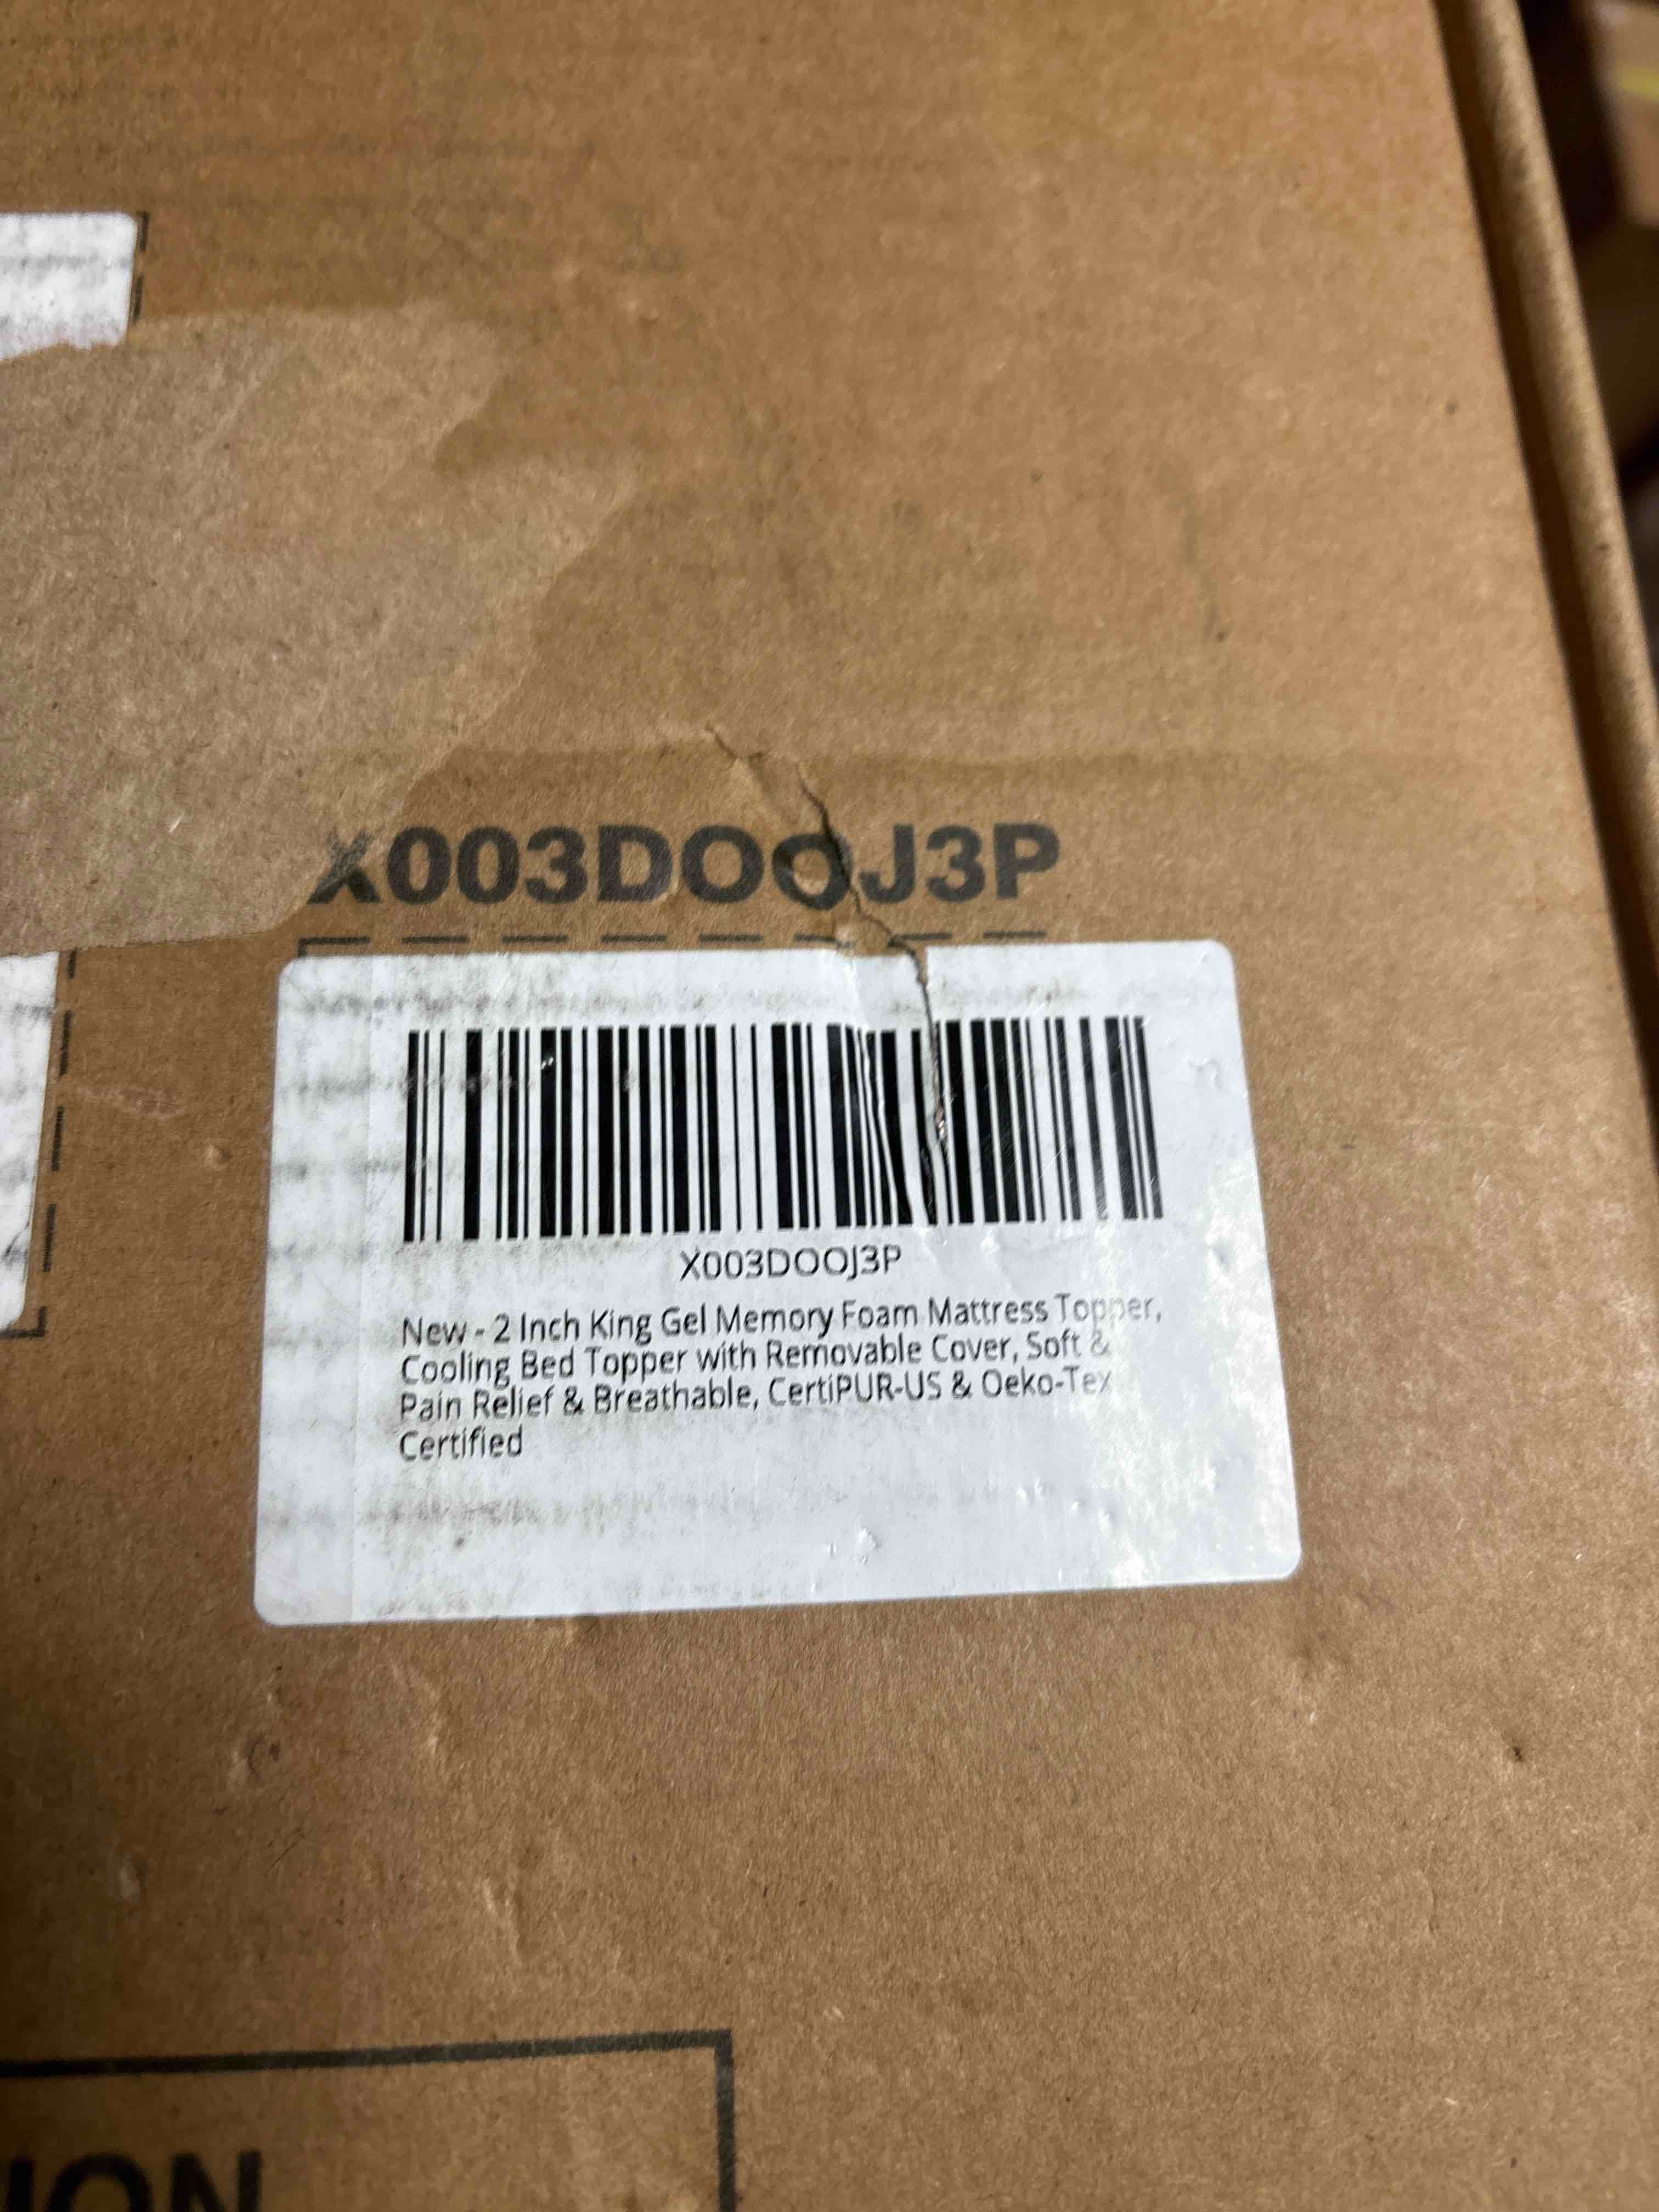 X003DOOJ3P
X003DOOJ3P
New - 2 Inch King Gel Memory Foam Mattress Topper,
Cooling Bed Topper with Removable Cover, Soft &
Pain Relief & Breathable, CertiPUR-US & Oeko-Tex
Certified
ION